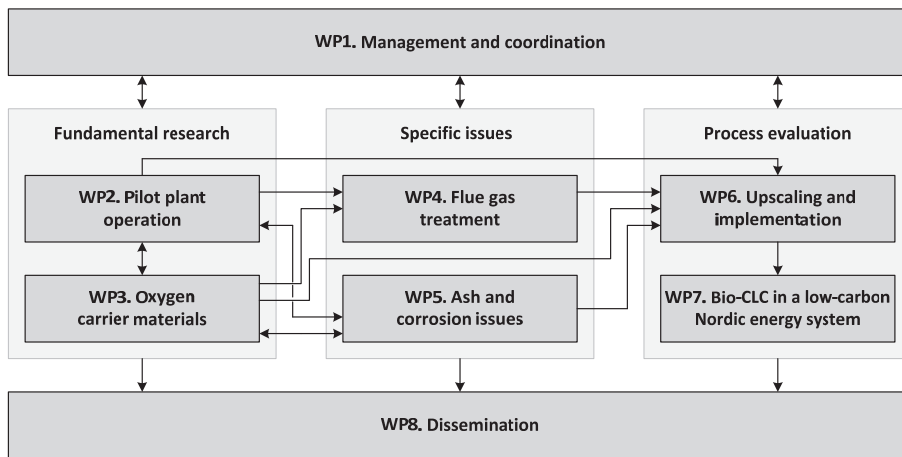 WP1. Management and coordination
Fundamental research
Specific issues
Process evaluation
WP2. Pilot plant
operation
WP4. Flue gas
treatment
WP6. Upscaling and
implementation
WP3. Oxygen
carrier materials
WP5. Ash and
corrosion issues
WP7. Bio-CLC in a low-carbon
Nordic energy system
WP8. Dissemination